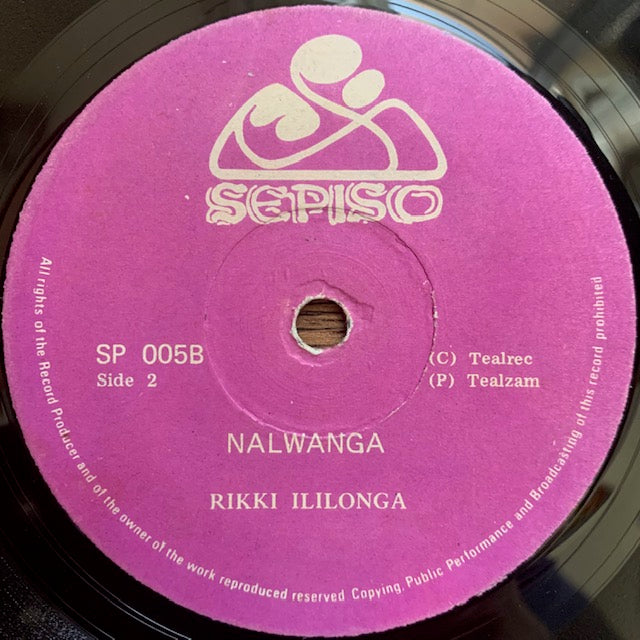 SEPISO
SP 005B
Side 2
(C) Tealrec
(P) Tealzam
NALWANGA
RIKKI ILILONGA
All rights of the Record Producer and of the owner of the work reproduced reserved Copying, Public Performance and Broadcasting of this record prohibited